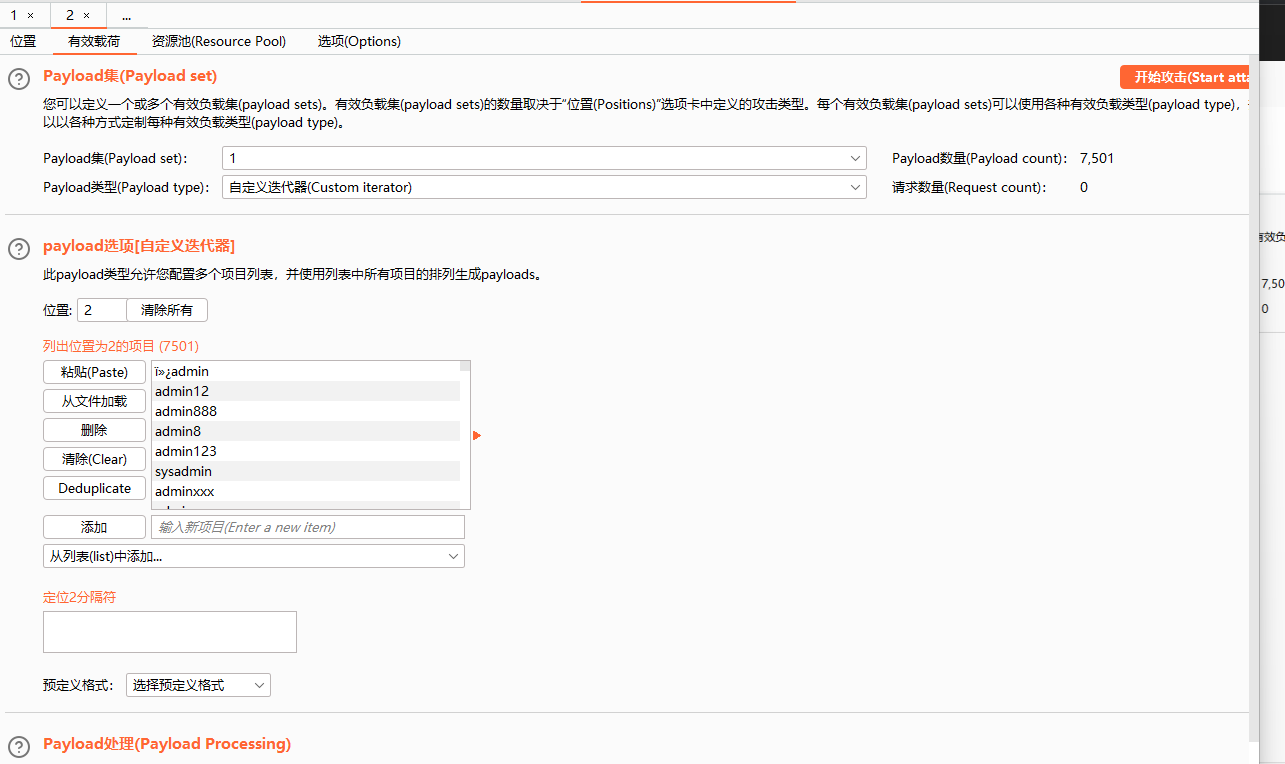 1 × 2 × ...
位置 有效载荷 资源池(Resource Pool) 选项(Options)
Payload集(Payload set)
开始攻击(Start atta
您可以定义一个或多个有效负载集(payload sets)。有效负载集(payload sets)的数量取决于“位置(Positions)”选项卡中定义的攻击类型。每个有效负载集(payload sets)可以使用各种有效负载类型(payload type)，
以以各种方式定制每种有效负载类型(payload type)。
Payload集(Payload set): 1 Payload数量(Payload count): 7,501
Payload类型(Payload type): 自定义迭代器(Custom iterator) 请求数量(Request count): 0
payload选项[自定义迭代器]
有效负
此payload类型允许您配置多个项目列表，并使用列表中所有项目的排列生成payloads。
7,50
位置: 2 清除所有
0
列出位置为2的项目 (7501)
粘贴(Paste) ï»¿admin
从文件加载 admin12
admin888
删除 admin8
清除(Clear) admin123
sysadmin
Deduplicate adminxxx
添加 输入新项目(Enter a new item)
从列表(list)中添加...
定位2分隔符
预定义格式: 选择预定义格式
Payload处理(Payload Processing)